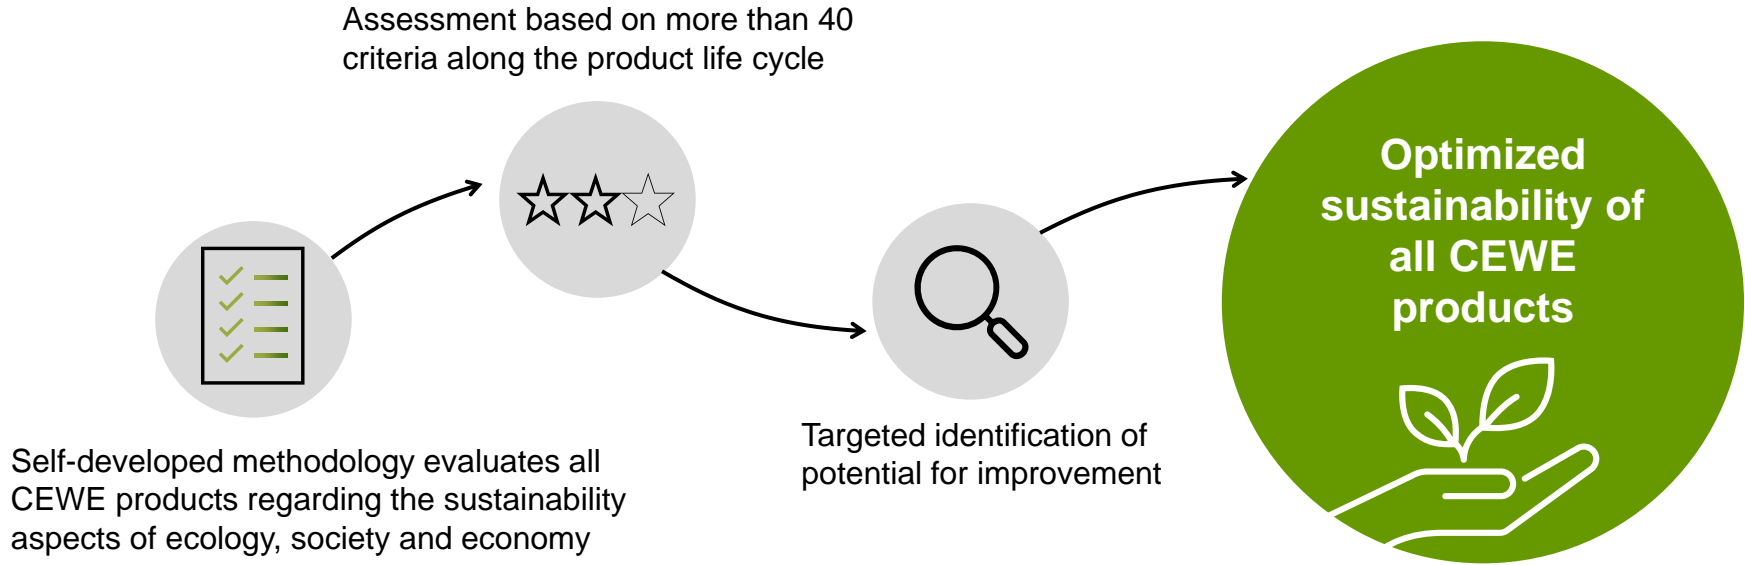 Assessment based on more than 40
criteria along the product life cycle
Self-developed methodology evaluates all
CEWE products regarding the sustainability
aspects of ecology, society and economy
Targeted identification of
potential for improvement
Optimized
sustainability of
all CEWE
products